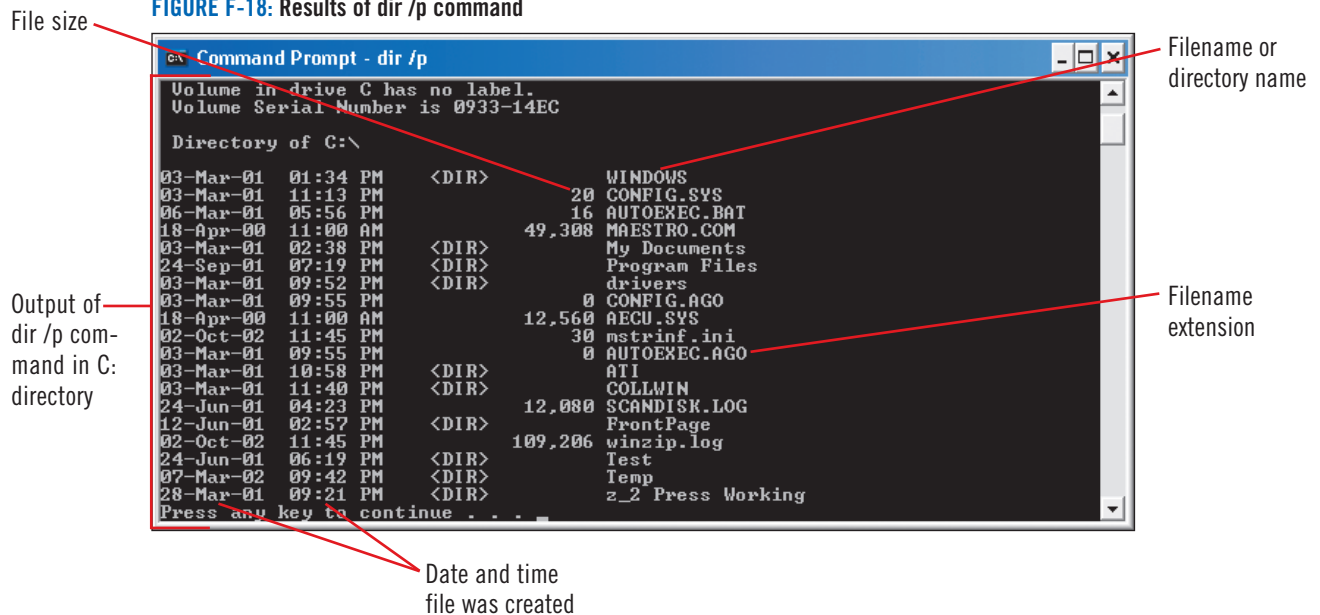 FIGURE F-18: Results of dir /p command
File size
Filename or
directory name
Command Prompt - dir /p
Volume in drive C has no label.
Volume Serial Number is 0933-14EC
Directory of C:\
03-Mar-01 01:34 PM <DIR> WINDOWS
03-Mar-01 11:13 PM 20 CONFIG.SYS
06-Mar-01 05:56 PM 16 AUTOEXEC.BAT
18-Apr-00 11:00 AM 49,308 MAESTRO.COM
03-Mar-01 02:38 PM <DIR> My Documents
24-Sep-01 07:19 PM <DIR> Program Files
03-Mar-01 09:52 PM <DIR> drivers
03-Mar-01 09:55 PM 0 CONFIG.AGO
18-Apr-00 11:00 AM 12,560 AECU.SYS
02-Oct-02 11:45 PM 30 mstrinf.ini
03-Mar-01 09:55 PM 0 AUTOEXEC.AGO
03-Mar-01 10:58 PM <DIR> ATI
03-Mar-01 11:40 PM <DIR> COLLWIN
24-Jun-01 04:23 PM 12,080 SCANDISK.LOG
12-Jun-01 02:57 PM <DIR> FrontPage
02-Oct-02 11:45 PM 109,206 winzip.log
24-Jun-01 06:19 PM <DIR> Test
07-Mar-02 09:42 PM <DIR> Temp
28-Mar-01 09:21 PM <DIR> z_2 Press Working
Press any key to continue . . . _
Output of
dir /p com-
mand in C:
directory
Filename
extension
Date and time
file was created